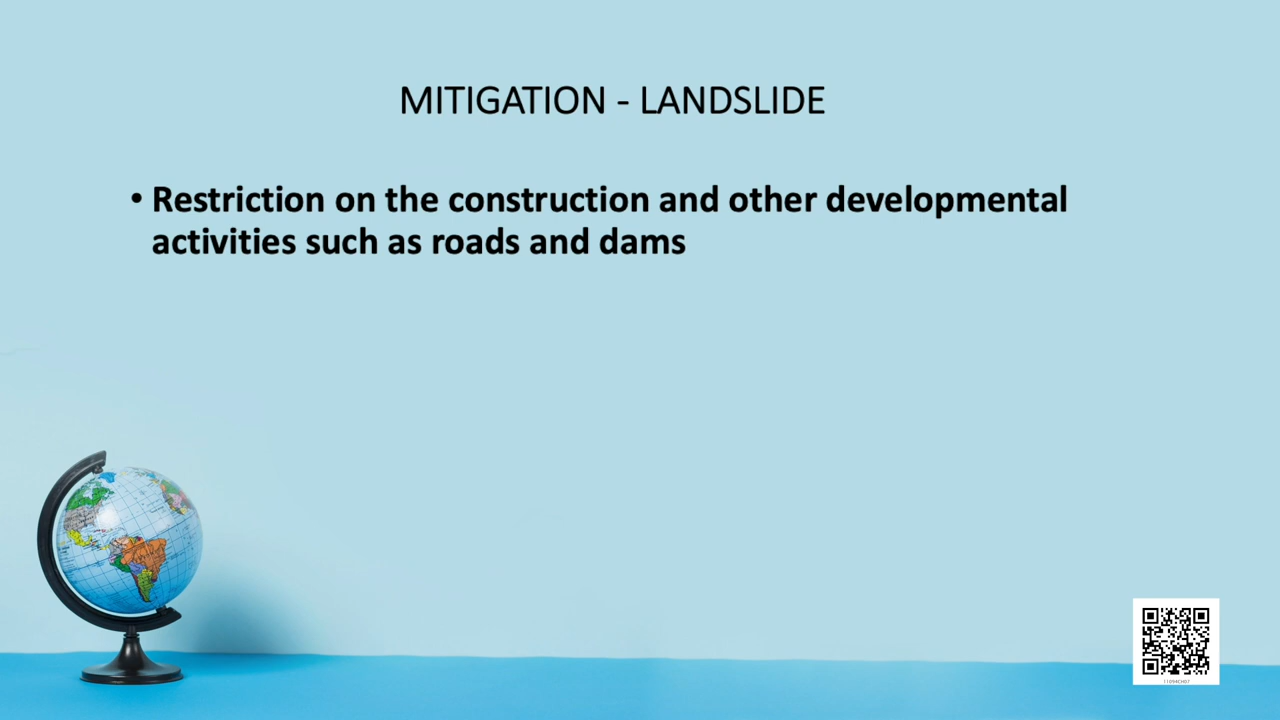 MITIGATION - LANDSLIDE
• Restriction on the construction and other developmental
activities such as roads and dams